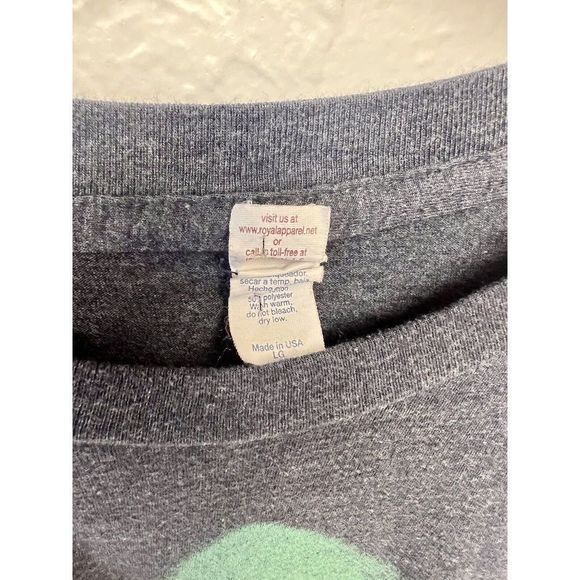 visit us at
www.royalapparel.net
or
call toll-free at
secar a temp. baja
Hecho
polyester
Wash warm,
do not bleach,
dry low.
Made in USA
LG